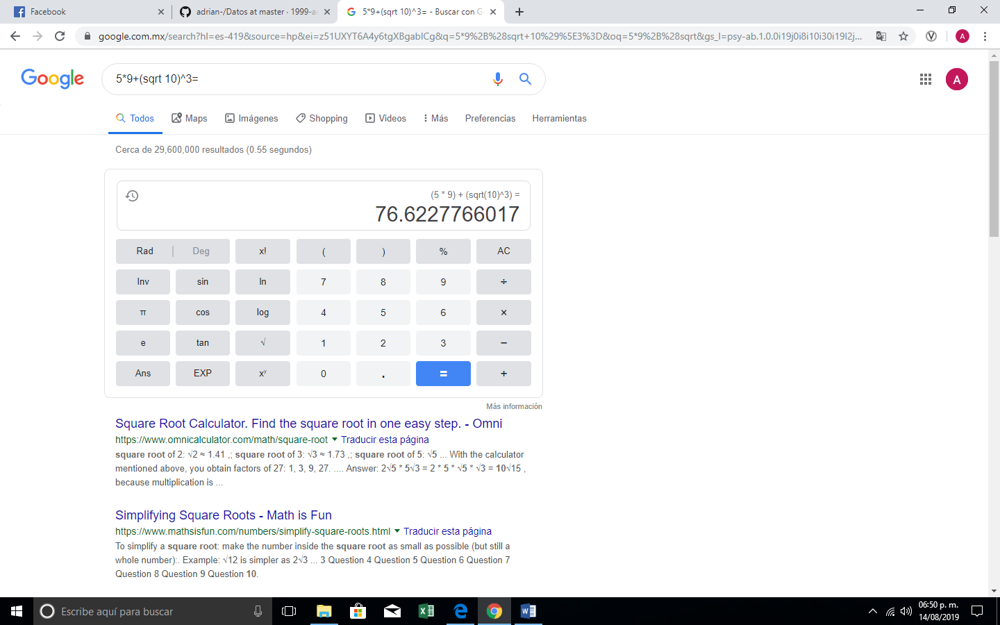 Facebook
adrian-/Datos at master · 1999-a
5*9+(sqrt 10)^3= - Buscar con G
google.com.mx/search?hl=es-419&source=hp&ei=z51UXYT6A4y6tgXBgabICg&q=5*9%2B%28sqrt+10%29%5E3%3D&oq=5*9%2B%28sqrt&gs_l=psy-ab.1.0.0i19j0i8i10i30i19l2j...
A
Google
5*9+(sqrt 10)^3=
A
Todos
Maps
Imágenes
Shopping
Videos
Más
Preferencias
Herramientas
Cerca de 29,600,000 resultados (0.55 segundos)
(5 * 9) + (sqrt(10)^3) =
76.6227766017
Rad | Deg x! ( ) % AC
Inv sin ln 7 8 9 ÷
π cos log 4 5 6 ×
e tan √ 1 2 3 −
Ans EXP xʸ 0 . = +
Más información
Square Root Calculator. Find the square root in one easy step. - Omni
https://www.omnicalculator.com/math/square-root ▼ Traducir esta página
square root of 2: √2 ≈ 1.41 ,; square root of 3: √3 ≈ 1.73 ,; square root of 5: √5 ... With the calculator
mentioned above, you obtain factors of 27: 1, 3, 9, 27. .... Answer: 2√5 * 5√3 = 2 * 5 * √5 * √3 = 10√15 ,
because multiplication is ...
Simplifying Square Roots - Math is Fun
https://www.mathsisfun.com/numbers/simplify-square-roots.html ▼ Traducir esta página
To simplify a square root: make the number inside the square root as small as possible (but still a
whole number):. Example: √12 is simpler as 2√3 ... 3 Question 4 Question 5 Question 6 Question 7
Question 8 Question 9 Question 10.
Escribe aquí para buscar
06:50 p. m.
14/08/2019